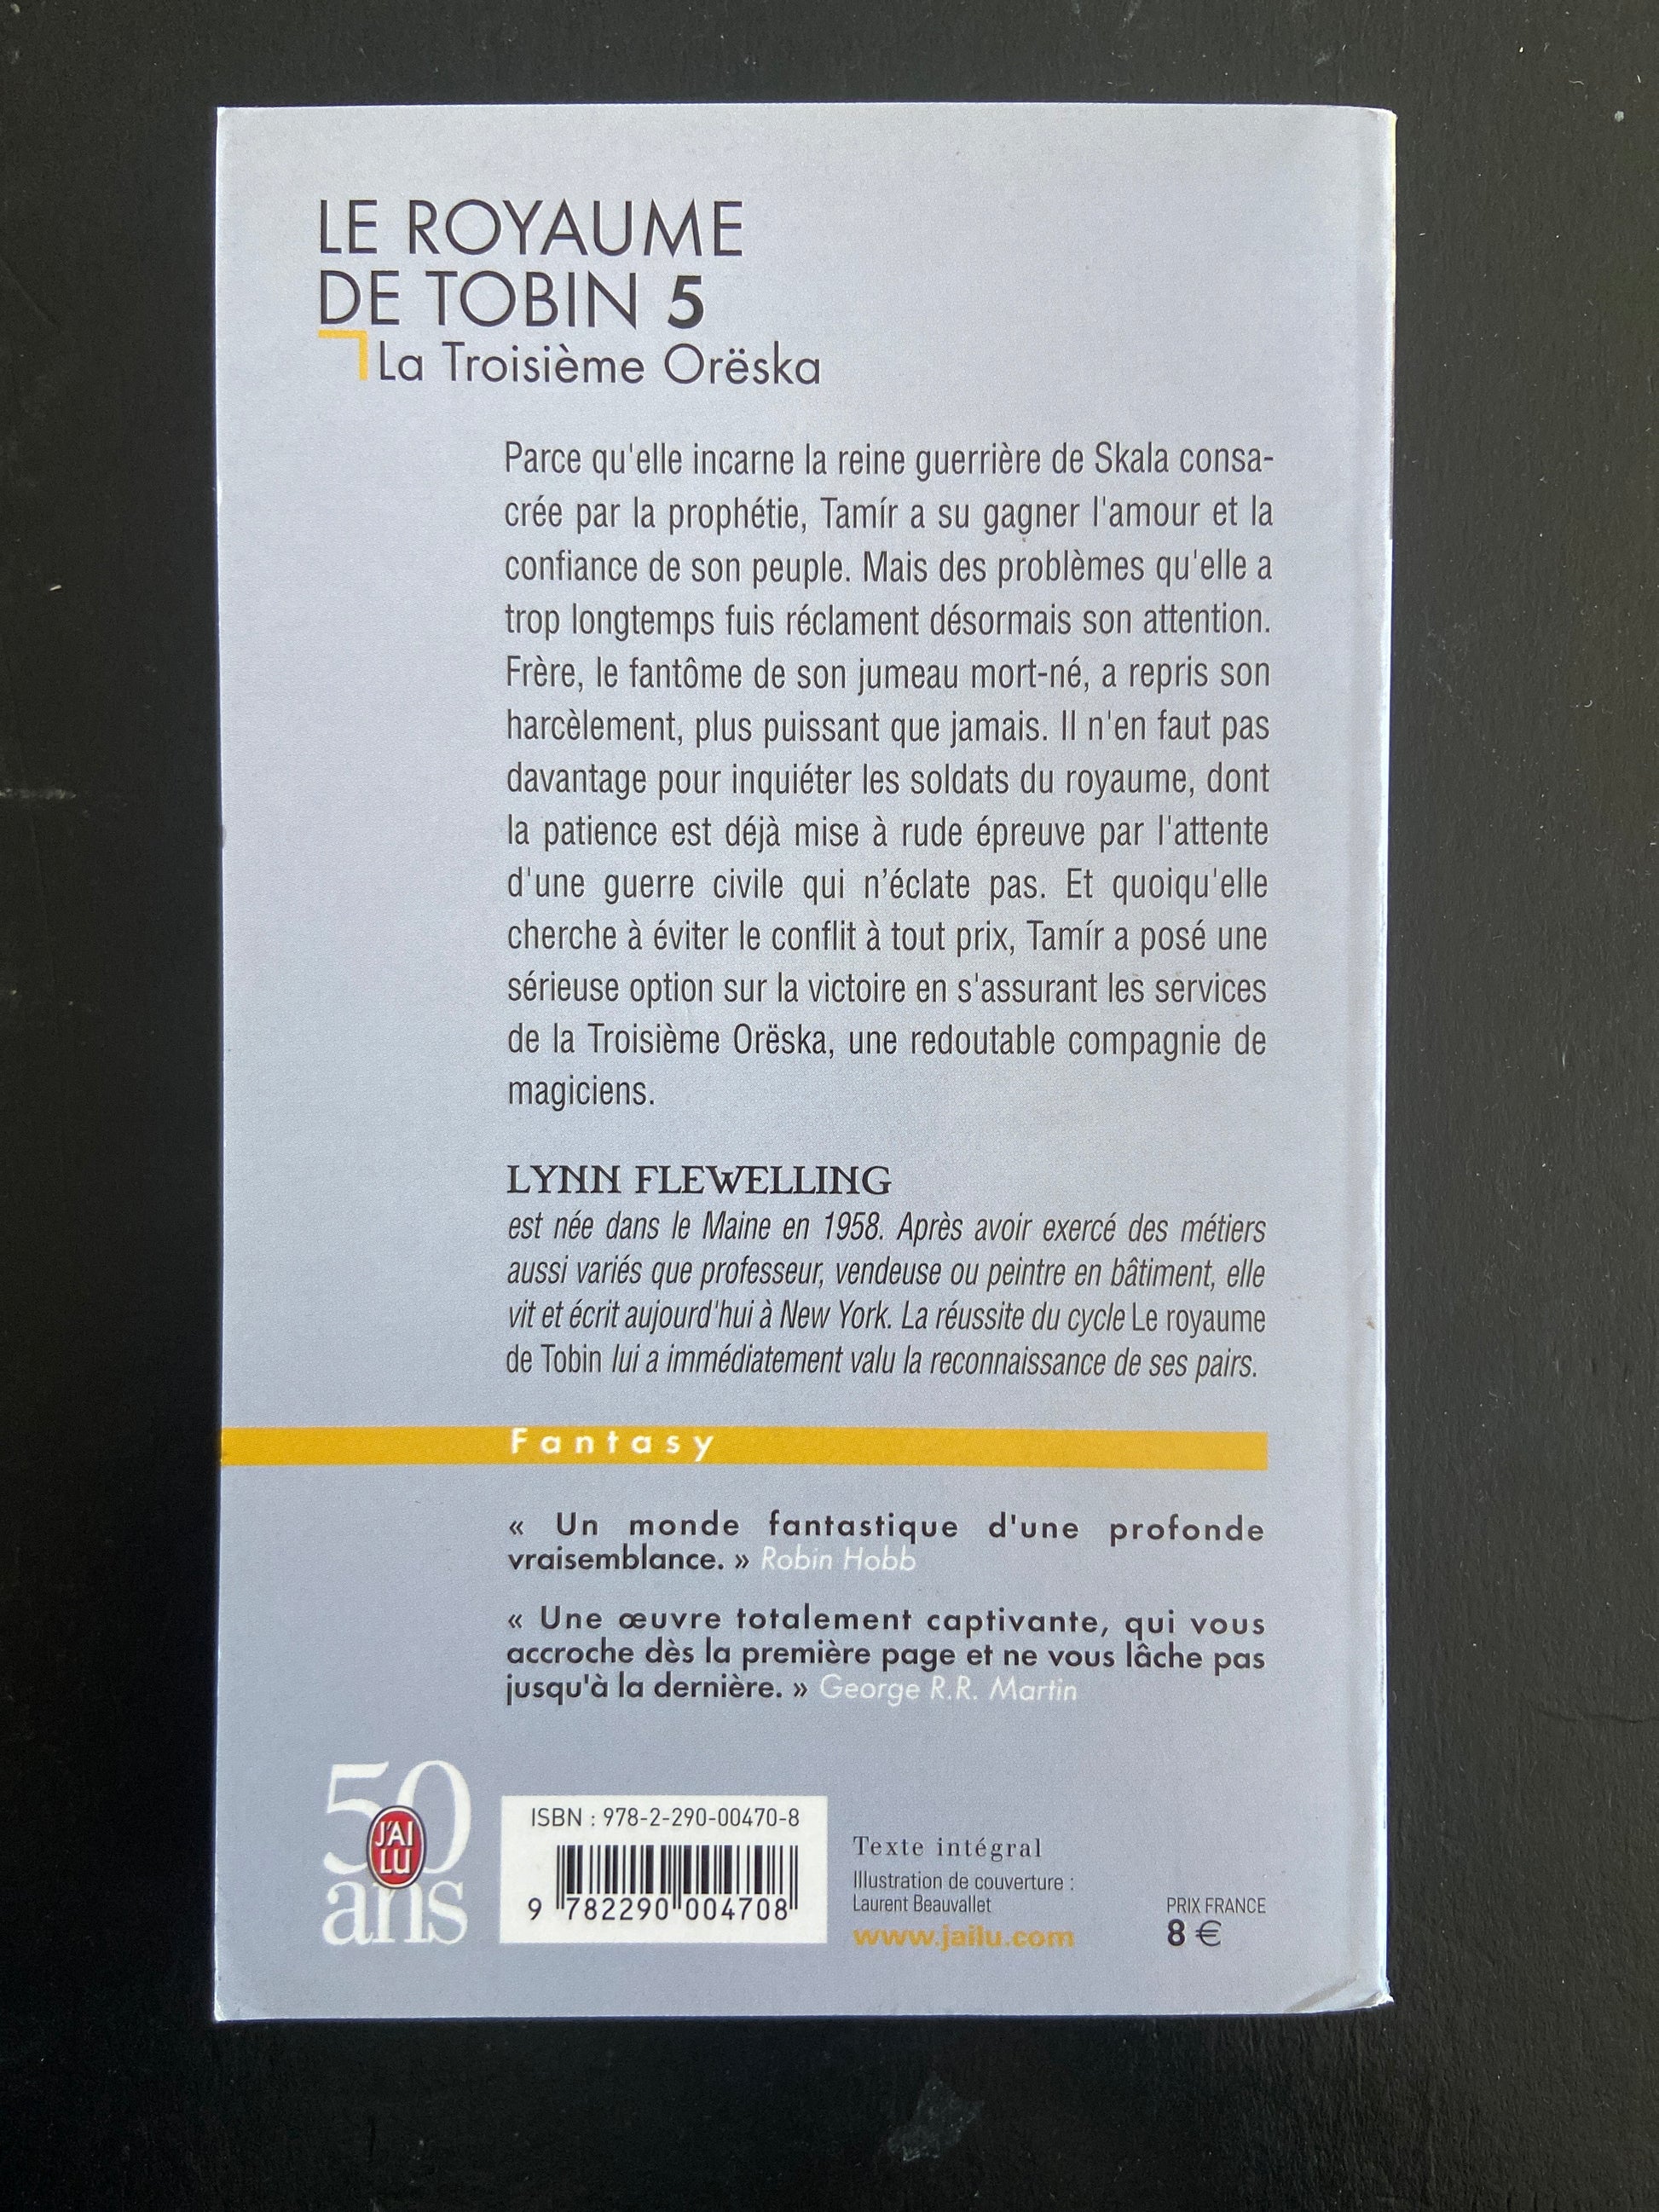 LE ROYAUME
DE TOBIN 5
La Troisième Orëska
Parce qu'elle incarne la reine guerrière de Skala consa-
crée par la prophétie, Tamír a su gagner l'amour et la
confiance de son peuple. Mais des problèmes qu'elle a
trop longtemps fuis réclament désormais son attention.
Frère, le fantôme de son jumeau mort-né, a repris son
harcèlement, plus puissant que jamais. Il n'en faut pas
davantage pour inquiéter les soldats du royaume, dont
la patience est déjà mise à rude épreuve par l'attente
d'une guerre civile qui n’éclate pas. Et quoiqu'elle
cherche à éviter le conflit à tout prix, Tamír a posé une
sérieuse option sur la victoire en s'assurant les services
de la Troisième Orëska, une redoutable compagnie de
magiciens.
LYNN FLEWELLING
est née dans le Maine en 1958. Après avoir exercé des métiers
aussi variés que professeur, vendeuse ou peintre en bâtiment, elle
vit et écrit aujourd'hui à New York. La réussite du cycle Le royaume
de Tobin lui a immédiatement valu la reconnaissance de ses pairs.
Fantasy
« Un monde fantastique d'une profonde
vraisemblance. » Robin Hobb
« Une œuvre totalement captivante, qui vous
accroche dès la première page et ne vous lâche pas
jusqu'à la dernière. » George R.R. Martin
50
J'AI
LU
ans
ISBN : 978-2-290-00470-8
9 782290 004708
Texte intégral
Illustration de couverture :
Laurent Beauvallet
www.jailu.com
PRIX FRANCE
8 €